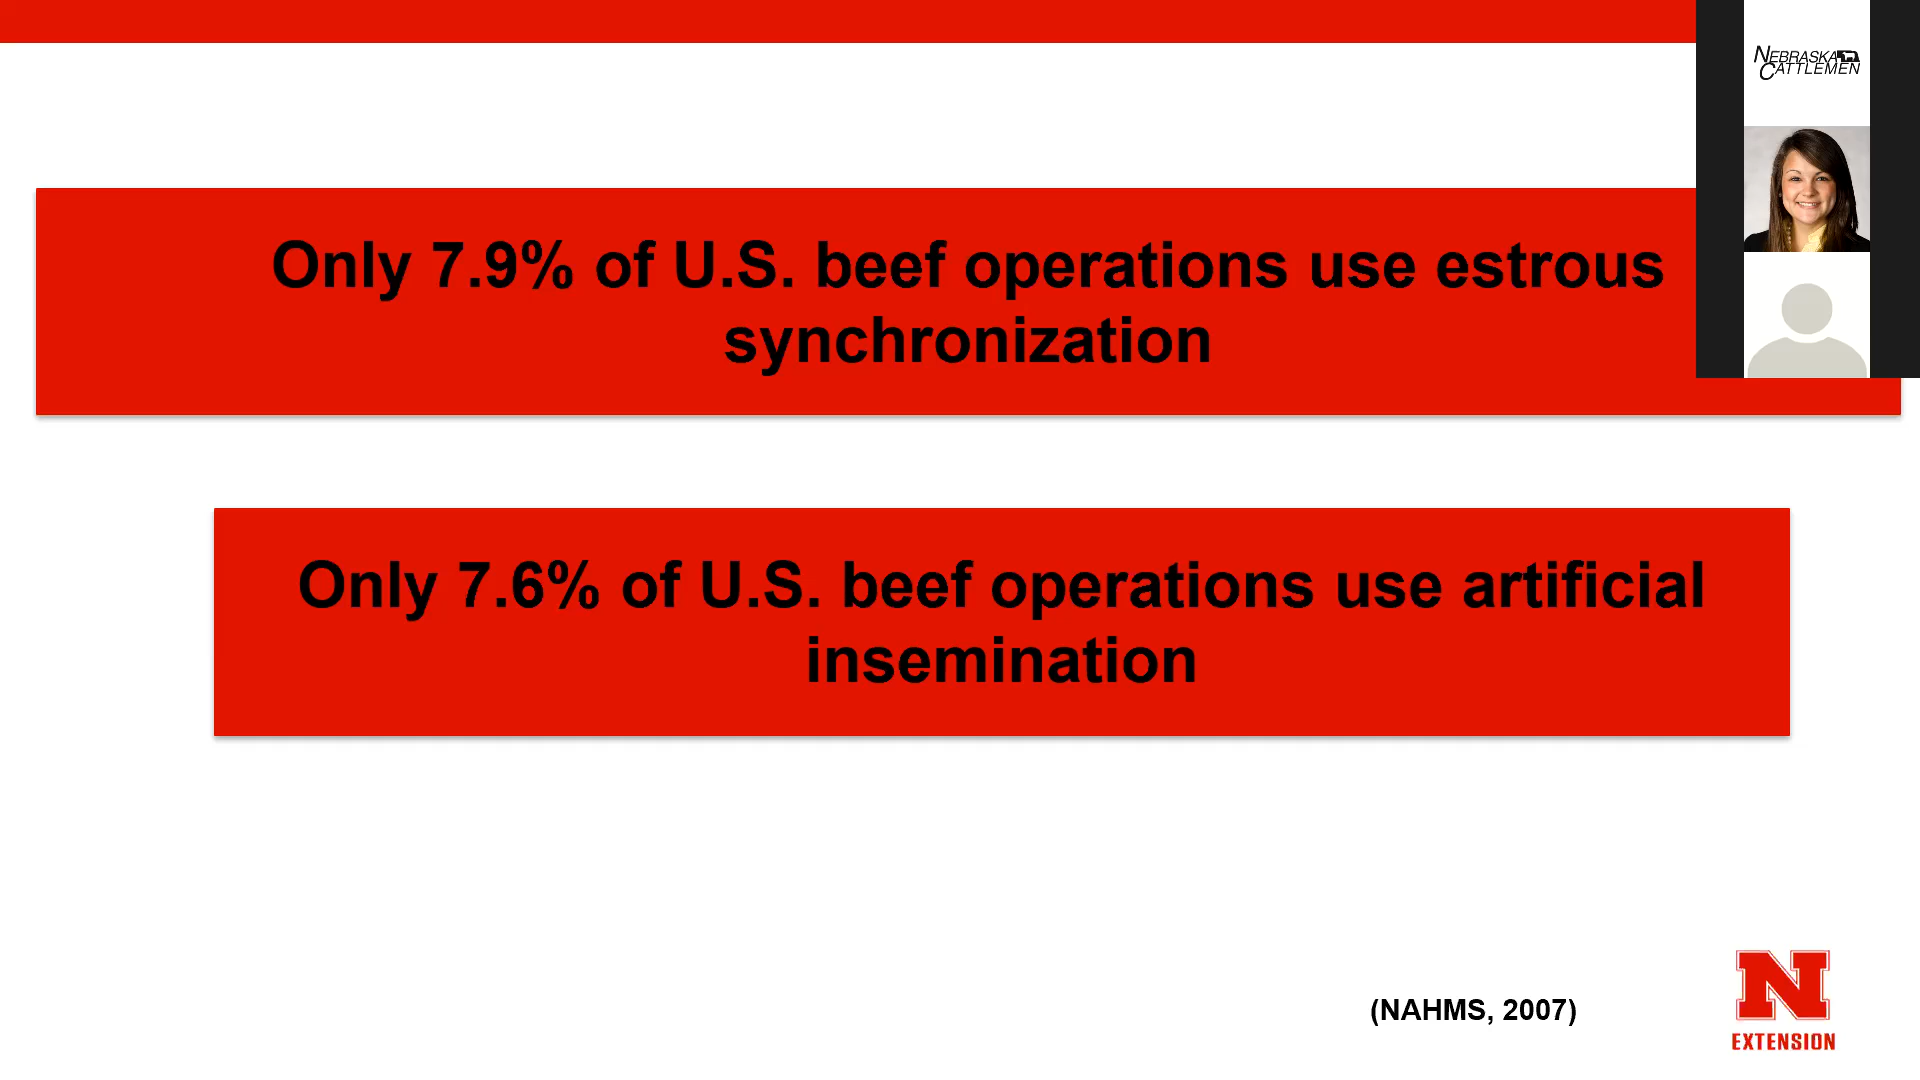 NEBRASKA
CATTLEMEN
Only 7.9% of U.S. beef operations use estrous
synchronization
Only 7.6% of U.S. beef operations use artificial
insemination
(NAHMS, 2007)
N
EXTENSION